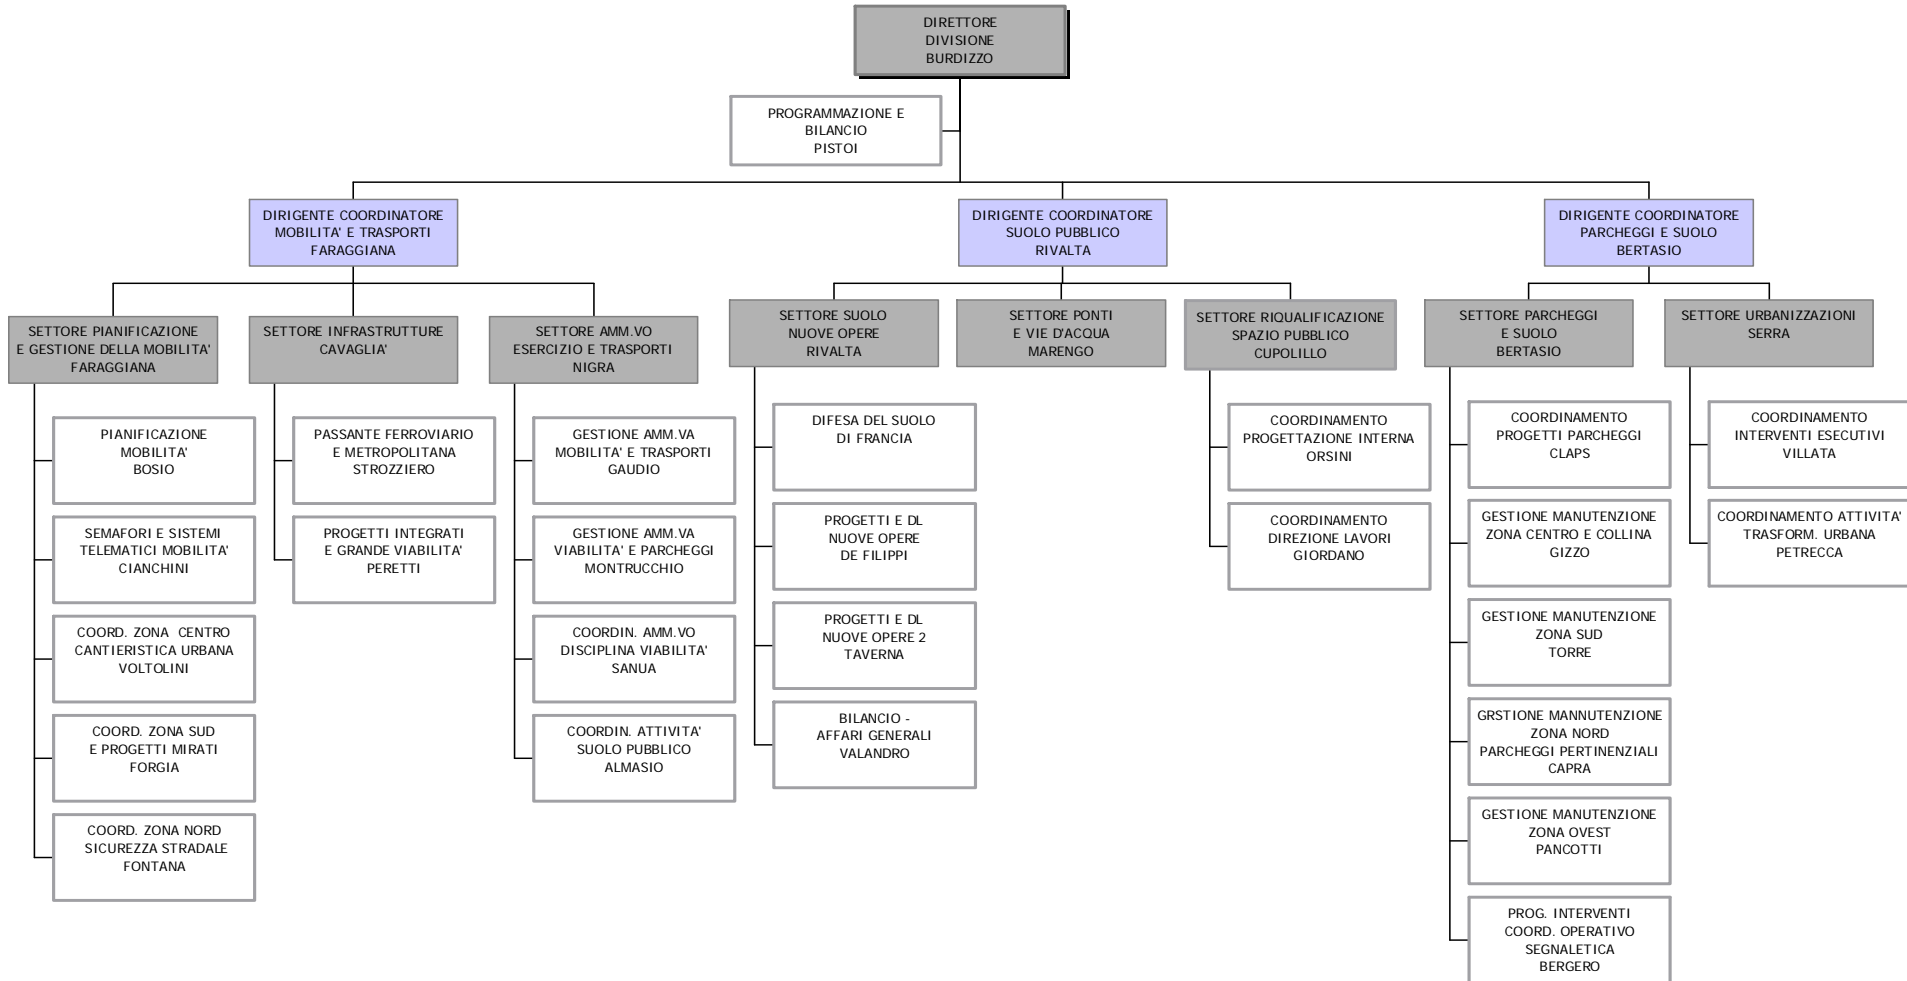 DIRETTORE
DIVISIONE
BURDIZZO
PROGRAMMAZIONE E
BILANCIO
PISTOI
DIRIGENTE COORDINATORE
MOBILITA' E TRASPORTI
FARAGGIANA
DIRIGENTE COORDINATORE
SUOLO PUBBLICO
RIVALTA
DIRIGENTE COORDINATORE
PARCHEGGI E SUOLO
BERTASIO
SETTORE PIANIFICAZIONE
E GESTIONE DELLA MOBILITA'
FARAGGIANA
SETTORE INFRASTRUTTURE
CAVAGLIA'
SETTORE AMM.VO
ESERCIZIO E TRASPORTI
NIGRA
SETTORE SUOLO
NUOVE OPERE
RIVALTA
SETTORE PONTI
E VIE D'ACQUA
MARENGO
SETTORE RIQUALIFICAZIONE
SPAZIO PUBBLICO
CUPOLILLO
SETTORE PARCHEGGI
E SUOLO
BERTASIO
SETTORE URBANIZZAZIONI
SERRA
PIANIFICAZIONE
MOBILITA'
BOSIO
SEMAFORI E SISTEMI
TELEMATICI MOBILITA'
CIANCHINI
COORD. ZONA CENTRO
CANTIERISTICA URBANA
VOLTOLINI
COORD. ZONA SUD
E PROGETTI MIRATI
FORGIA
COORD. ZONA NORD
SICUREZZA STRADALE
FONTANA
PASSANTE FERROVIARIO
E METROPOLITANA
STROZZIERO
PROGETTI INTEGRATI
E GRANDE VIABILITA'
PERETTI
GESTIONE AMM.VA
MOBILITA' E TRASPORTI
GAUDIO
GESTIONE AMM.VA
VIABILITA' E PARCHEGGI
MONTRUCCHIO
COORDIN. AMM.VO
DISCIPLINA VIABILITA'
SANUA
COORDIN. ATTIVITA'
SUOLO PUBBLICO
ALMASIO
DIFESA DEL SUOLO
DI FRANCIA
PROGETTI E DL
NUOVE OPERE
DE FILIPPI
PROGETTI E DL
NUOVE OPERE 2
TAVERNA
BILANCIO -
AFFARI GENERALI
VALANDRO
COORDINAMENTO
PROGETTAZIONE INTERNA
ORSINI
COORDINAMENTO
DIREZIONE LAVORI
GIORDANO
COORDINAMENTO
PROGETTI PARCHEGGI
CLAPS
GESTIONE MANUTENZIONE
ZONA CENTRO E COLLINA
GIZZO
GESTIONE MANUTENZIONE
ZONA SUD
TORRE
GRSTIONE MANNUTENZIONE
ZONA NORD
PARCHEGGI PERTINENZIALI
CAPRA
GESTIONE MANUTENZIONE
ZONA OVEST
PANCOTTI
PROG. INTERVENTI
COORD. OPERATIVO
SEGNALETICA
BERGERO
COORDINAMENTO
INTERVENTI ESECUTIVI
VILLATA
COORDINAMENTO ATTIVITA'
TRASFORM. URBANA
PETRECCA